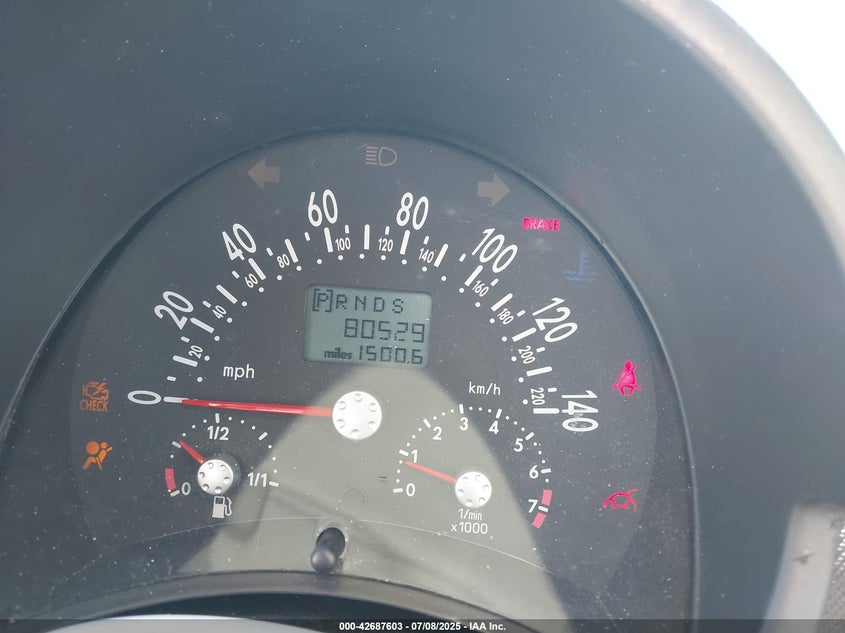 BRAKE
60 80
40 100
20 120
0 140
100 120
80 140
60 160
40 180
20 200
220
[P]RNDS
80529
miles 1500.6
mph
km/h
CHECK
1/2
0 1/1
0 1 2 3 4 5 6 7
1/min
x1000
000-42687603 - 07/08/2025 - IAA Inc.